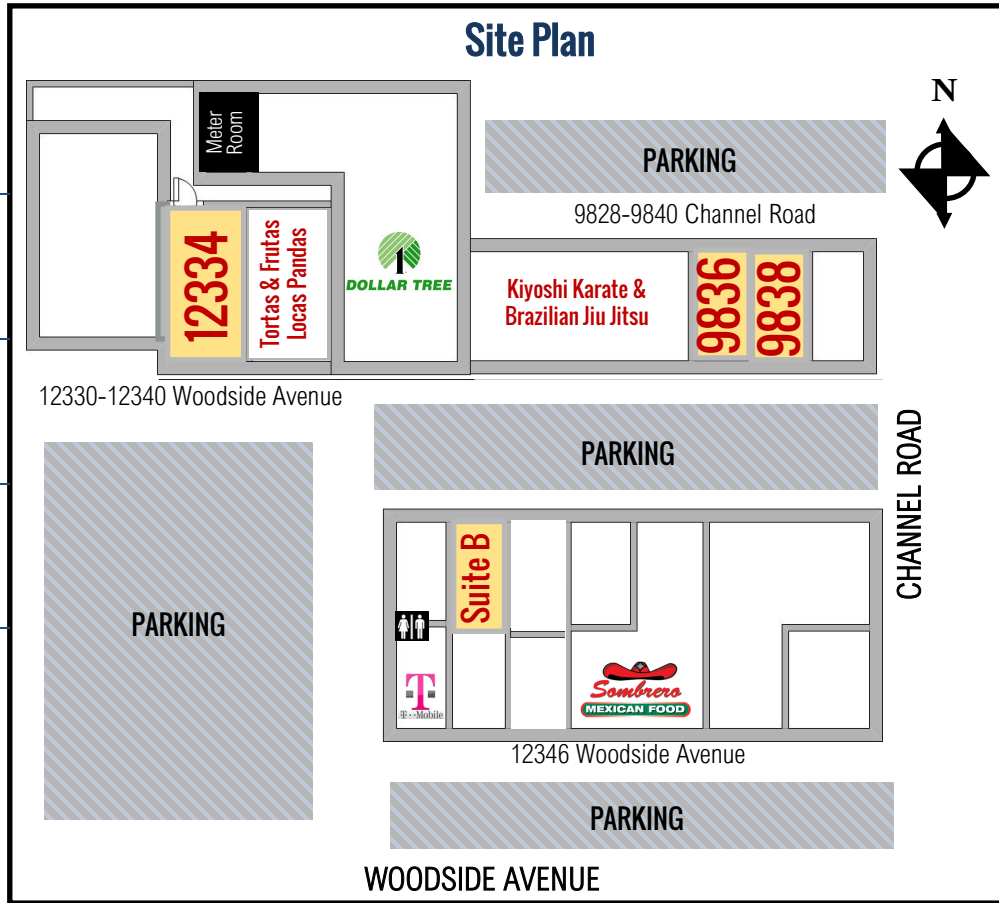 Site Plan
N
Meter
Room
PARKING
9828-9840 Channel Road
12334
Tortas & Frutas
Locas Pandas
1
DOLLAR TREE
Kiyoshi Karate &
Brazilian Jiu Jitsu
9836
9838
12330-12340 Woodside Avenue
PARKING
CHANNEL ROAD
PARKING
Suite B
T
T··Mobile
Sombrero
MEXICAN FOOD
12346 Woodside Avenue
PARKING
WOODSIDE AVENUE